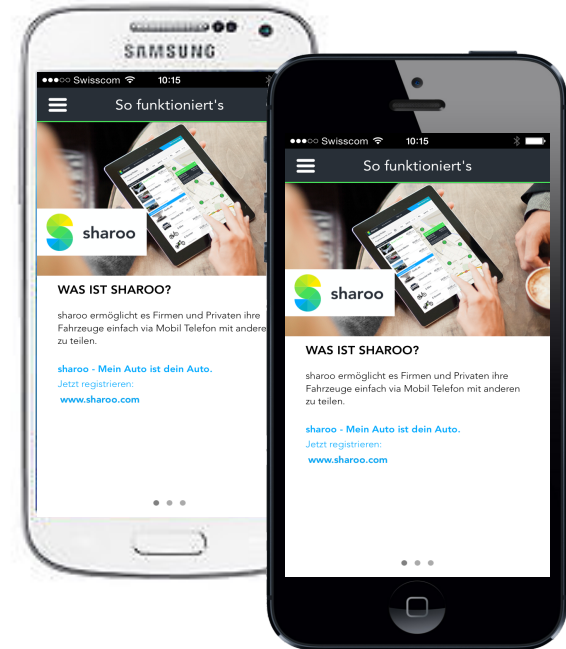 SAMSUNG
Swisscom 10:15
So funktioniert's
sharoo
WAS IST SHAROO?
sharoo ermöglicht es Firmen und Privaten ihre
Fahrzeuge einfach via Mobil Telefon mit andere
zu teilen.
sharoo - Mein Auto ist dein Auto.
Jetzt registrieren:
www.sharoo.com
Swisscom 10:15
So funktioniert's
sharoo
WAS IST SHAROO?
sharoo ermöglicht es Firmen und Privaten ihre
Fahrzeuge einfach via Mobil Telefon mit anderen
zu teilen.
sharoo - Mein Auto ist dein Auto.
Jetzt registrieren:
www.sharoo.com